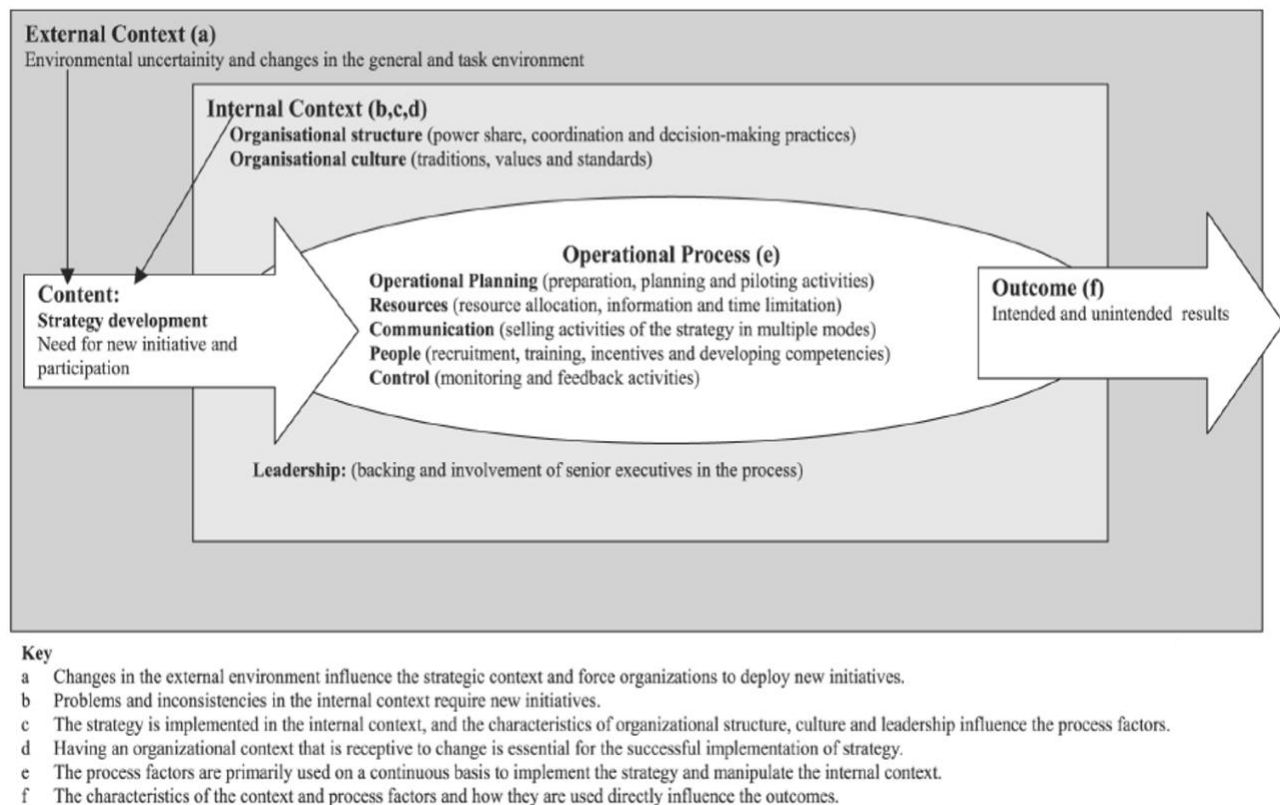 External Context (a)
Environmental uncertainity and changes in the general and task environment
Internal Context (b,c,d)
Organisational structure (power share, coordination and decision-making practices)
Organisational culture (traditions, values and standards)
Content:
Strategy development
Need for new initiative and
participation
Operational Process (e)
Operational Planning (preparation, planning and piloting activities)
Resources (resource allocation, information and time limitation)
Communication (selling activities of the strategy in multiple modes)
People (recruitment, training, incentives and developing competencies)
Control (monitoring and feedback activities)
Outcome (f)
Intended and unintended results
Leadership: (backing and involvement of senior executives in the process)
Key
a Changes in the external environment influence the strategic context and force organizations to deploy new initiatives.
b Problems and inconsistencies in the internal context require new initiatives.
c The strategy is implemented in the internal context, and the characteristics of organizational structure, culture and leadership influence the process factors.
d Having an organizational context that is receptive to change is essential for the successful implementation of strategy.
e The process factors are primarily used on a continuous basis to implement the strategy and manipulate the internal context.
f The characteristics of the context and process factors and how they are used directly influence the outcomes.